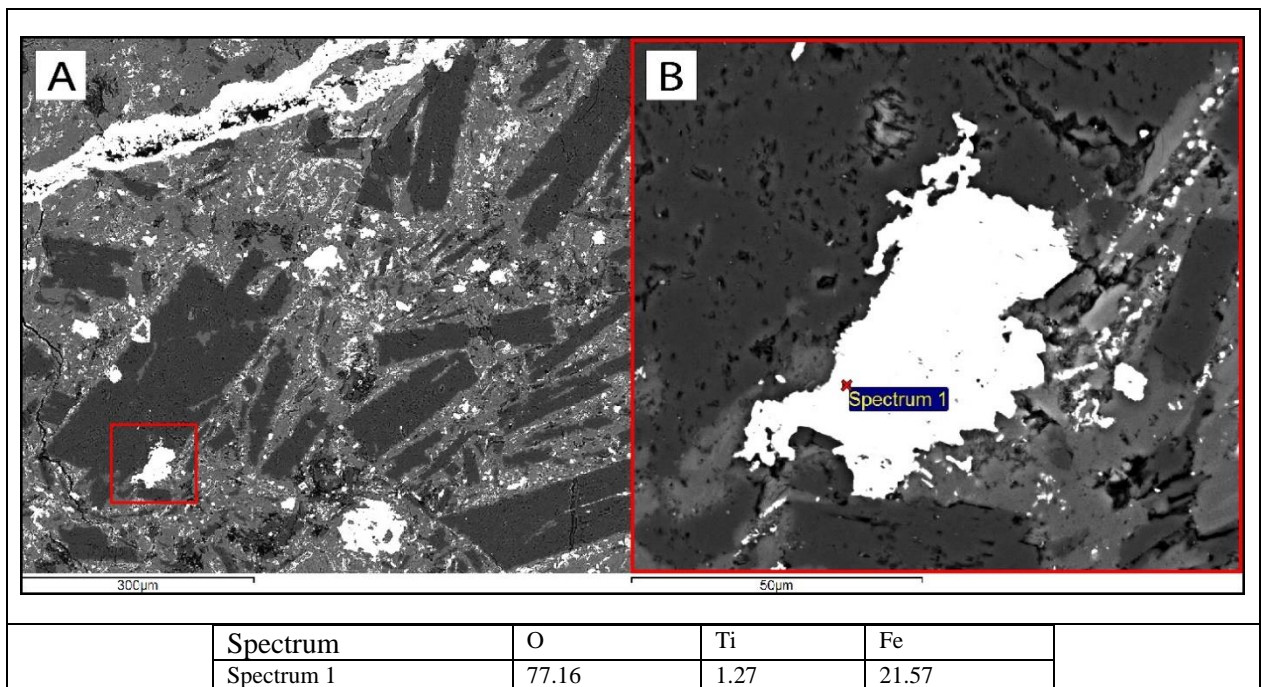 A
B
Spectrum 1
300µm
50µm
Spectrum O Ti Fe
Spectrum 1 77.16 1.27 21.57